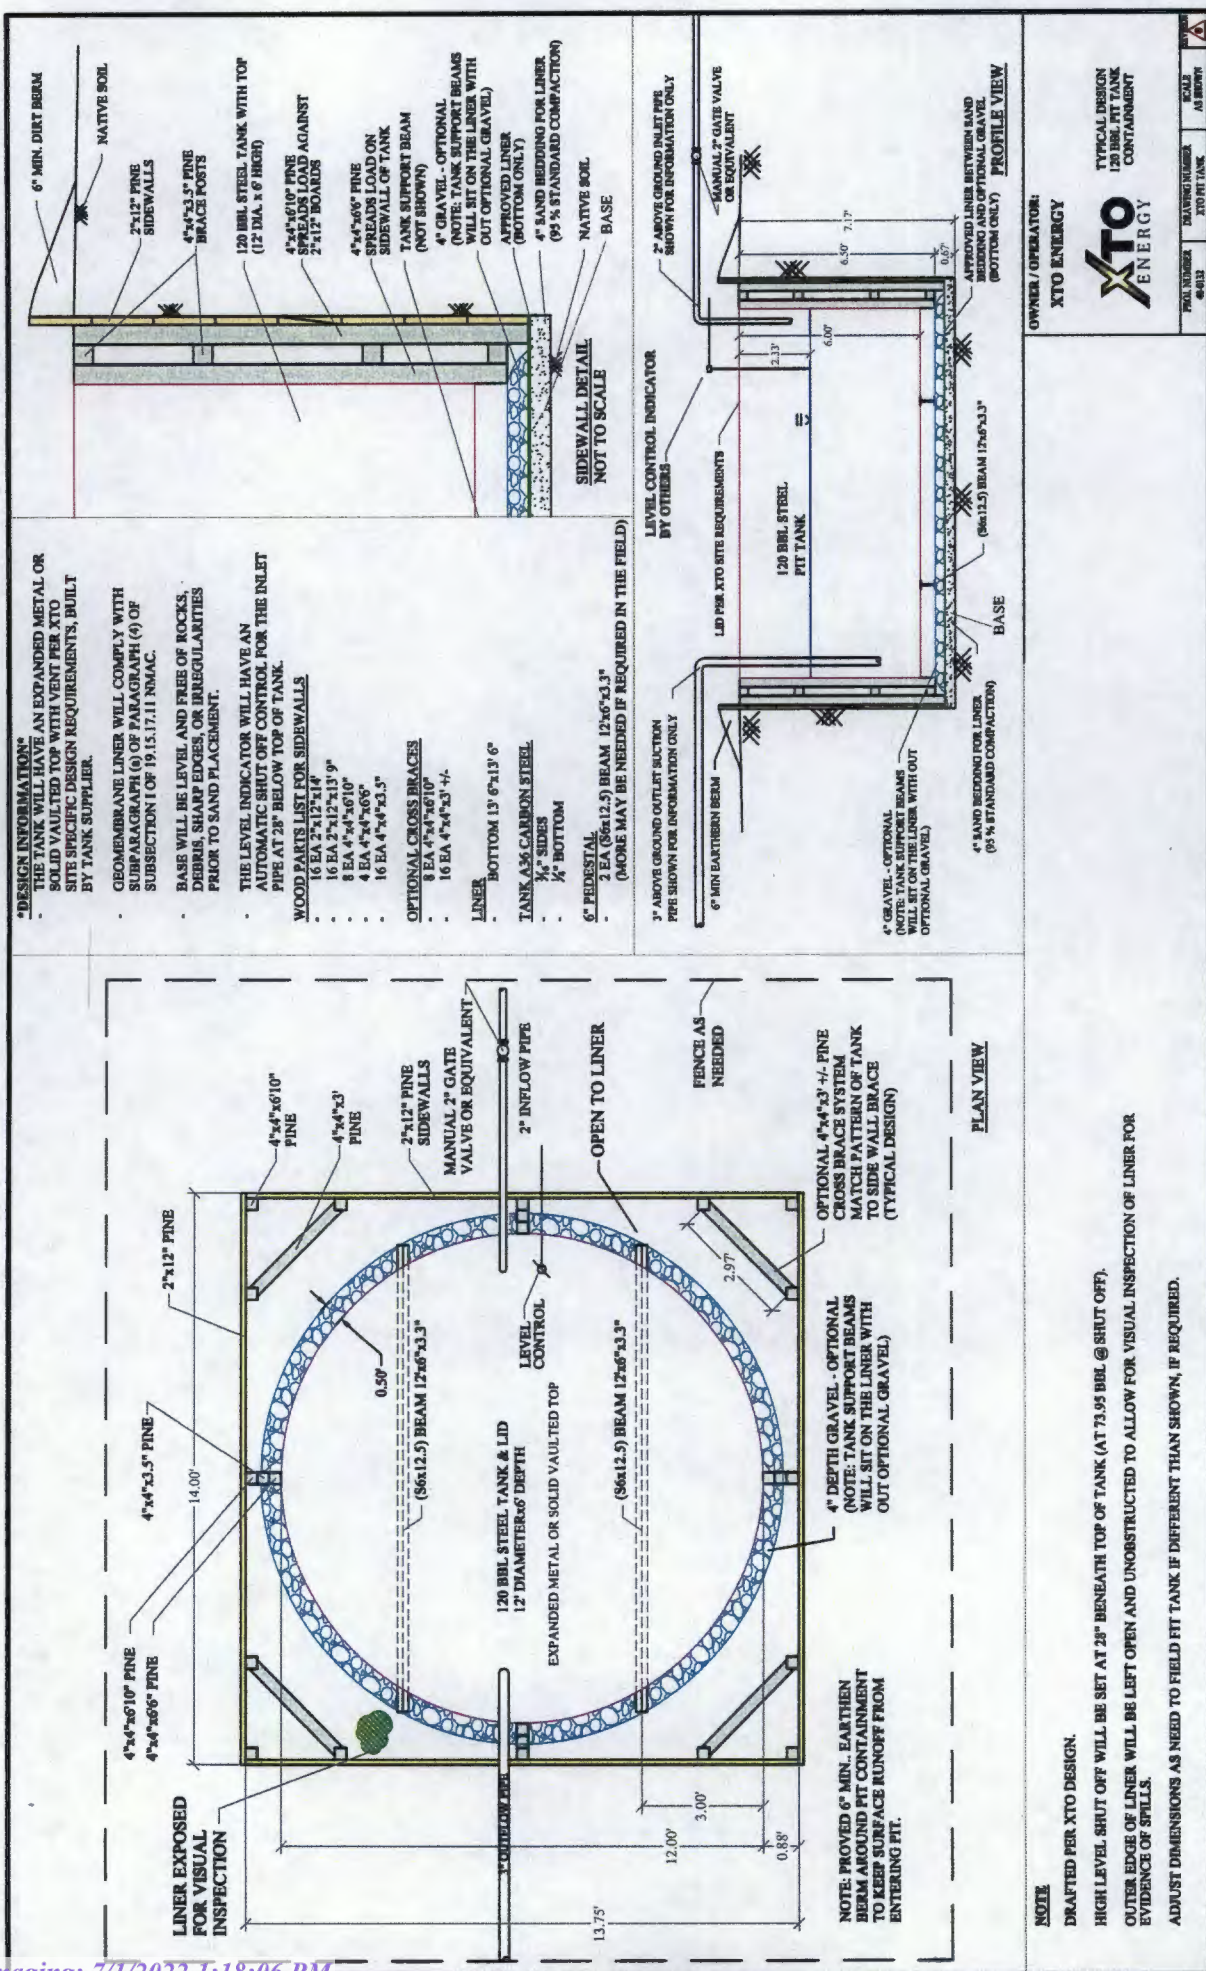 *DESIGN INFORMATION*
- THE TANK WILL HAVE AN EXPANDED METAL OR
SOLID VAULTED TOP WITH VENT PER XTO
SITE SPECIFIC DESIGN REQUIREMENTS, BUILT
BY TANK SUPPLIER.
- GEOMEMBRANE LINER WILL COMPLY WITH
SUBPARAGRAPH (a) OF PARAGRAPH (4) OF
SUBSECTION I OF 19.15.17.11 NMAC.
- BASE WILL BE LEVEL AND FREE OF ROCKS,
DEBRIS, SHARP EDGES, OR IRREGULARITIES
PRIOR TO SAND PLACEMENT.
- THE LEVEL INDICATOR WILL HAVE AN
AUTOMATIC SHUT OFF CONTROL FOR THE INLET
PIPE AT 28" BELOW TOP OF TANK.
WOOD PARTS LIST FOR SIDEWALLS
- 16 EA 2"x12"x14'
- 16 EA 2"x12"x13' 9"
- 8 EA 4"x4"x6'10"
- 4 EA 4"x4"x6'6"
- 16 EA 4"x4"x3.5"
OPTIONAL CROSS BRACES
- 8 EA 4"x4"x6'10"
- 16 EA 4"x4"x3' +/-
LINER
- BOTTOM 13' 6"x13' 6"
TANK A36 CARBON STEEL
- 3/16" SIDES
- 1/4" BOTTOM
6" PEDESTAL
- 2 EA (S6x12.5) BEAM 12'x6"x3.3"
(MORE MAY BE NEEDED IF REQUIRED IN THE FIELD)
6" MIN. DIRT BERM
NATIVE SOIL
2"x12" PINE
SIDEWALLS
4"x4"x3.5" PINE
BRACE POSTS
120 BBL STEEL TANK WITH TOP
(12' DIA. x 6' HIGH)
4"x4"x6'10" PINE
SPREADS LOAD AGAINST
2"x12" BOARDS
4"x4"x6'6" PINE
SPREADS LOAD ON
SIDEWALL OF TANK
TANK SUPPORT BEAM
(NOT SHOWN)
4" GRAVEL - OPTIONAL
(NOTE: TANK SUPPORT BEAMS
WILL SIT ON THE LINER WITH
OUT OPTIONAL GRAVEL)
APPROVED LINER
(BOTTOM ONLY)
4" SAND BEDDING FOR LINER
(95 % STANDARD COMPACTION)
NATIVE SOIL
BASE
SIDEWALL DETAIL
NOT TO SCALE
4"x4"x6'10" PINE
4"x4"x6'6" PINE
4"x4"x3.5" PINE
14.00'
2"x12" PINE
4"x4"x6'10"
PINE
4"x4"x3'
PINE
2"x12" PINE
SIDEWALLS
MANUAL 2" GATE
VALVE OR EQUIVALENT
2" INFLOW PIPE
OPEN TO LINER
FENCE AS
NEEDED
OPTIONAL 4"x4"x3' +/- PINE
CROSS BRACE SYSTEM
MATCH PATTERN OF TANK
TO SIDE WALL BRACE
(TYPICAL DESIGN)
2.97'
0.50'
(S6x12.5) BEAM 12'x6"x3.3"
LEVEL
CONTROL
120 BBL STEEL TANK & LID
12' DIAMETERx6' DEPTH
EXPANDED METAL OR SOLID VAULTED TOP
(S6x12.5) BEAM 12'x6"x3.3"
4" DEPTH GRAVEL - OPTIONAL
(NOTE: TANK SUPPORT BEAMS
WILL SIT ON THE LINER WITH
OUT OPTIONAL GRAVEL)
LINER EXPOSED
FOR VISUAL
INSPECTION
3" OUTFLOW PIPE
12.00'
3.00'
0.88'
13.75'
NOTE: PROVED 6" MIN.. EARTHEN
BERM AROUND PIT CONTAINMENT
TO KEEP SURFACE RUNOFF FROM
ENTERING PIT.
PLAN VIEW
3" ABOVE GROUND OUTLET SUCTION
PIPE SHOWN FOR INFORMATION ONLY
6" MIN EARTHERN BERM
LEVEL CONTROL INDICATOR
BY OTHERS
LID PER XTO SITE REQUIREMENTS
120 BBL STEEL
PIT TANK
2" ABOVE GROUND INLET PIPE
SHOWN FOR INFORMATION ONLY
MANUAL 2" GATE VALVE
OR EQUIVALENT
2.33'
6.00'
6.50'
0.67'
4" GRAVEL - OPTIONAL
(NOTE: TANK SUPPORT BEAMS
WILL SIT ON THE LINER WITH OUT
OPTIONAL GRAVEL)
4" SAND BEDDING FOR LINER
(95 % STANDARD COMPACTION)
BASE
(S6x12.5) BEAM 12'x6"x3.3"
APPROVED LINER BETWEEN SAND
BEDDING AND OPTIONAL GRAVEL
(BOTTOM ONLY)
PROFILE VIEW
NOTE
DRAFTED PER XTO DESIGN.
HIGH LEVEL SHUT OFF WILL BE SET AT 28" BENEATH TOP OF TANK (AT 73.95 BBL @ SHUT OFF).
OUTER EDGE OF LINER WILL BE LEFT OPEN AND UNOBSTRUCTED TO ALLOW FOR VISUAL INSPECTION OF LINER FOR
EVIDENCE OF SPILLS.
ADJUST DIMENSIONS AS NEED TO FIELD FIT TANK IF DIFFERENT THAN SHOWN, IF REQUIRED.
OWNER / OPERATOR:
XTO ENERGY
XTO
ENERGY
TYPICAL DESIGN
120 BBL PIT TANK
CONTAINMENT
PROJ. NUMBER
DRAWING NUMBER
XTO PIT TANK
SCALE
AS SHOWN
7/1/2022 1:18:06 PM